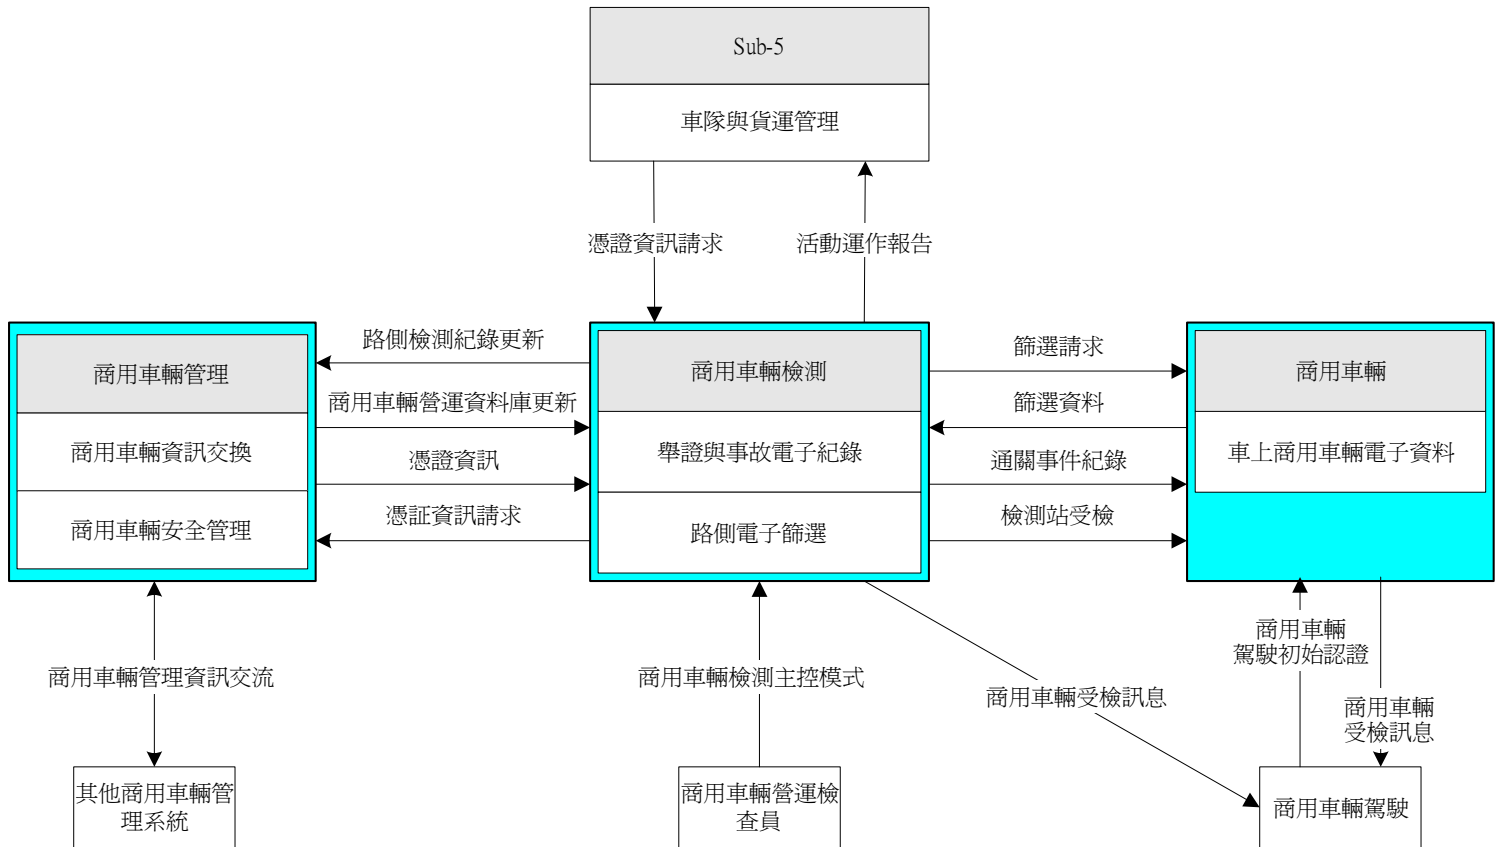 Sub-5
車隊與貨運管理
憑證資訊請求
活動運作報告
商用車輛管理
商用車輛資訊交換
商用車輛安全管理
路側檢測紀錄更新
商用車輛營運資料庫更新
憑證資訊
憑証資訊請求
商用車輛檢測
舉證與事故電子紀錄
路側電子篩選
篩選請求
篩選資料
通關事件紀錄
檢測站受檢
商用車輛
車上商用車輛電子資料
商用車輛管理資訊交流
商用車輛檢測主控模式
商用車輛受檢訊息
商用車輛
駕駛初始認證
商用車輛
受檢訊息
其他商用車輛管
理系統
商用車輛營運檢
查員
商用車輛駕駛